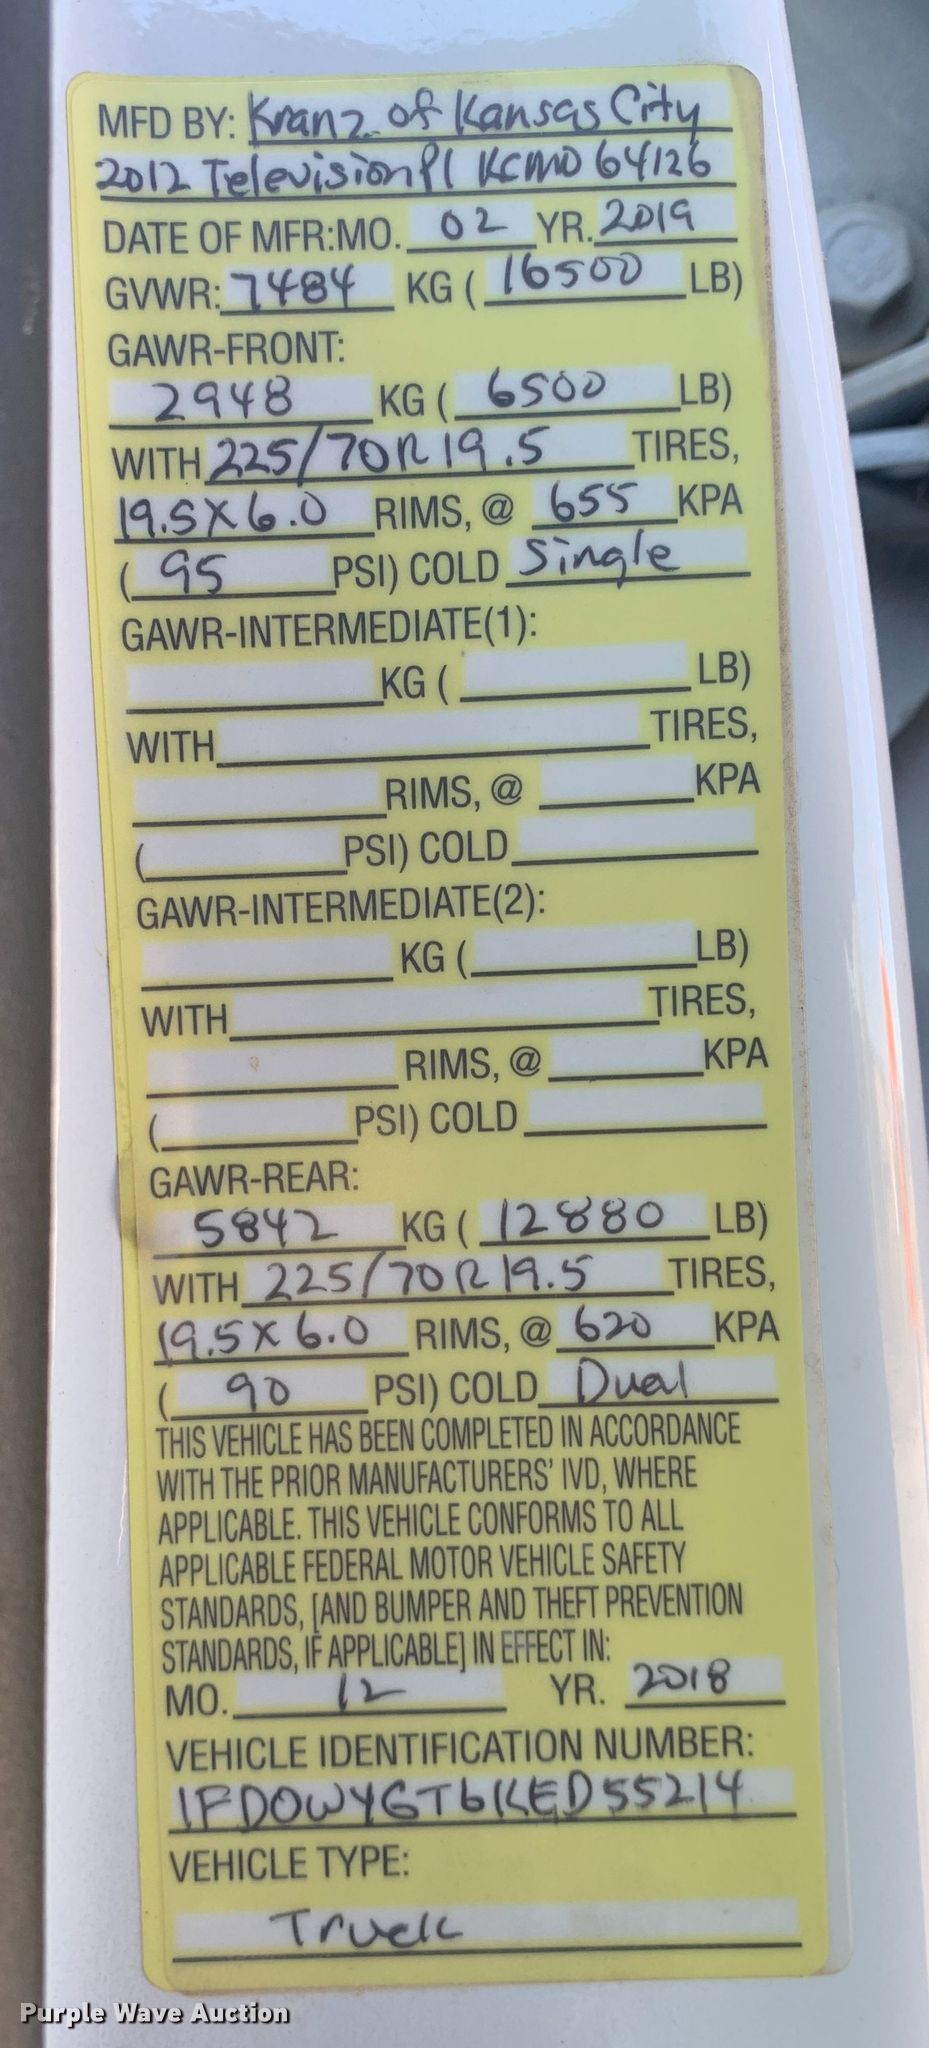 MFD BY: Kranz of Kansas City
2012 Television Pl KCMO 64126
DATE OF MFR:MO. 02 YR. 2019
GVWR: 7484 KG ( 16500 LB)
GAWR-FRONT:
2948 KG ( 6500 LB)
WITH 225/70R19.5 TIRES,
19.5X6.0 RIMS, @ 655 KPA
( 95 PSI) COLD Single
GAWR-INTERMEDIATE(1):
KG ( LB)
WITH TIRES,
RIMS, @ KPA
( PSI) COLD
GAWR-INTERMEDIATE(2):
KG ( LB)
WITH TIRES,
RIMS, @ KPA
( PSI) COLD
GAWR-REAR:
5842 KG ( 12880 LB)
WITH 225/70R19.5 TIRES,
19.5X6.0 RIMS, @ 620 KPA
( 90 PSI) COLD Dual
THIS VEHICLE HAS BEEN COMPLETED IN ACCORDANCE
WITH THE PRIOR MANUFACTURERS' IVD, WHERE
APPLICABLE. THIS VEHICLE CONFORMS TO ALL
APPLICABLE FEDERAL MOTOR VEHICLE SAFETY
STANDARDS, [AND BUMPER AND THEFT PREVENTION
STANDARDS, IF APPLICABLE] IN EFFECT IN:
MO. 12 YR. 2018
VEHICLE IDENTIFICATION NUMBER:
1FDOWYGT6KED55214
VEHICLE TYPE:
Truck
Purple Wave Auction